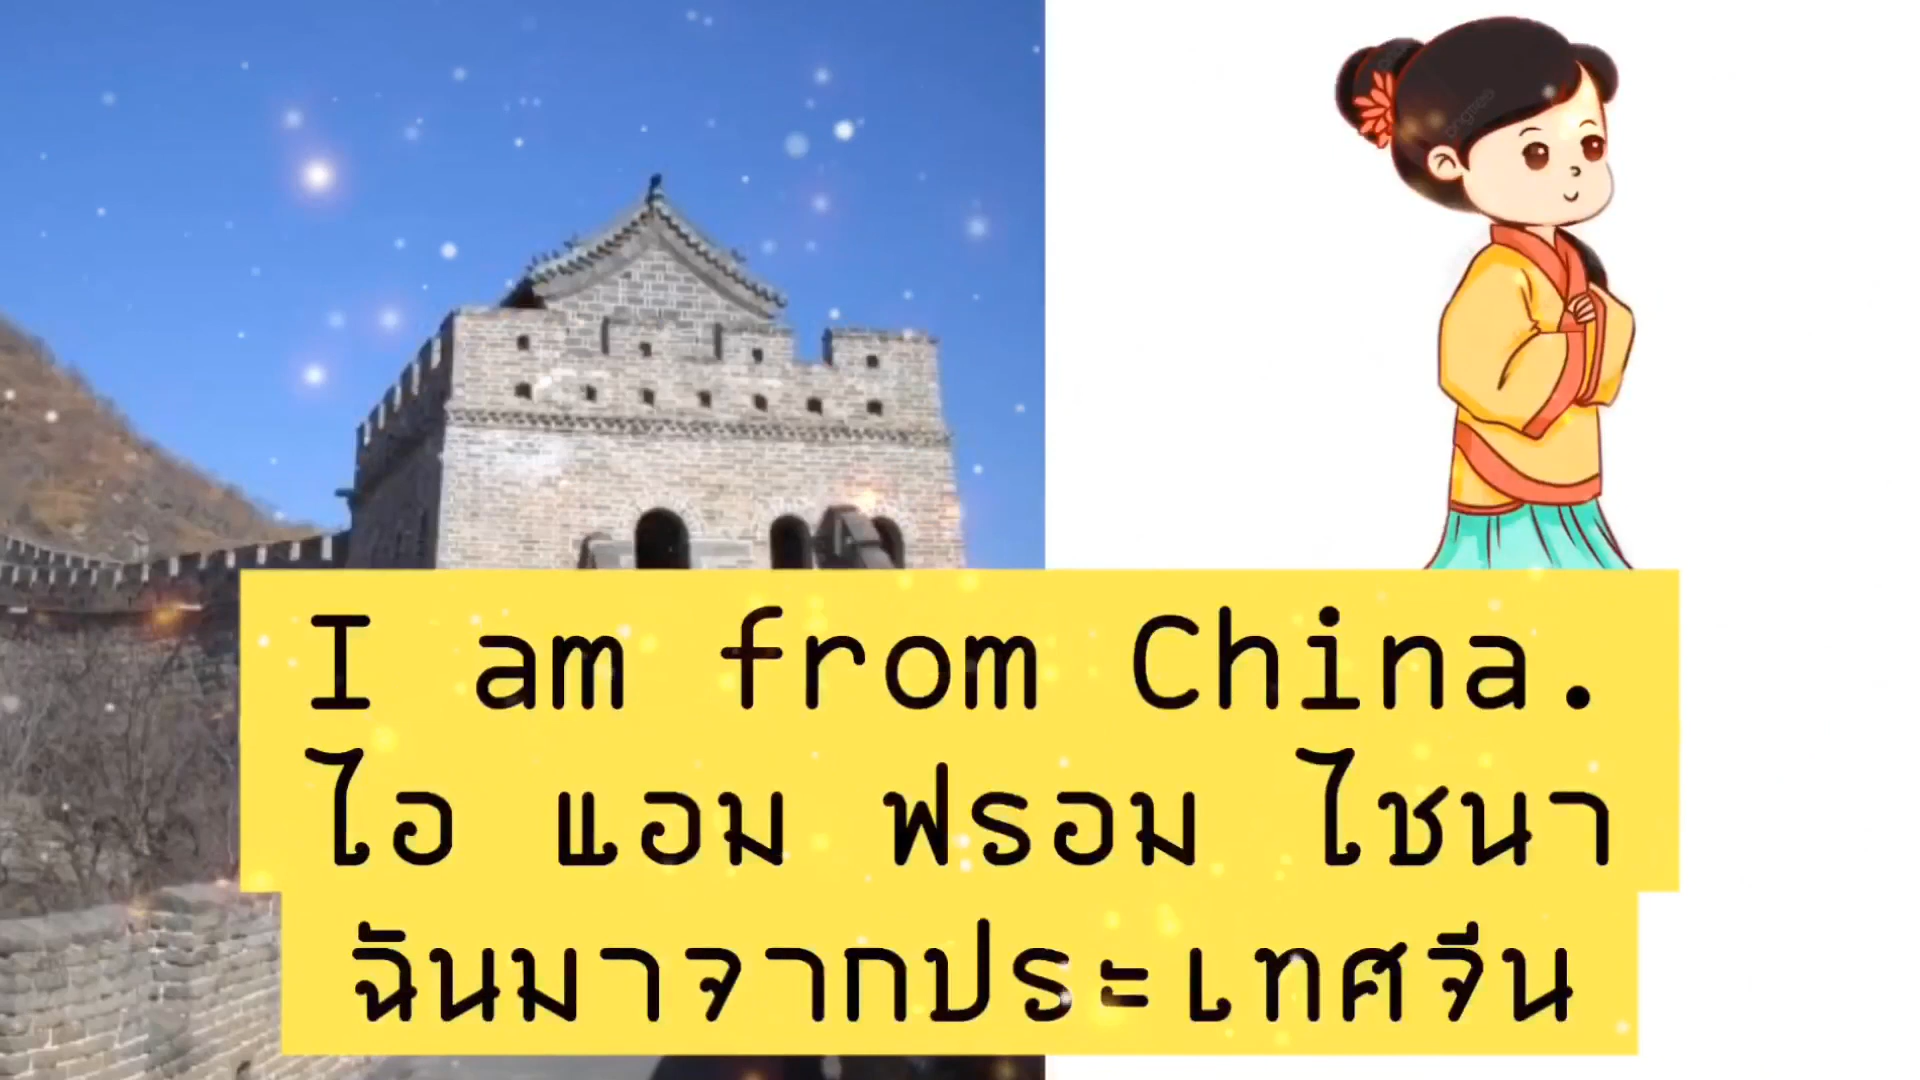 I am from China.
ไอ แอม ฟรอม ไชนา
ฉันมาจากประเทศจีน